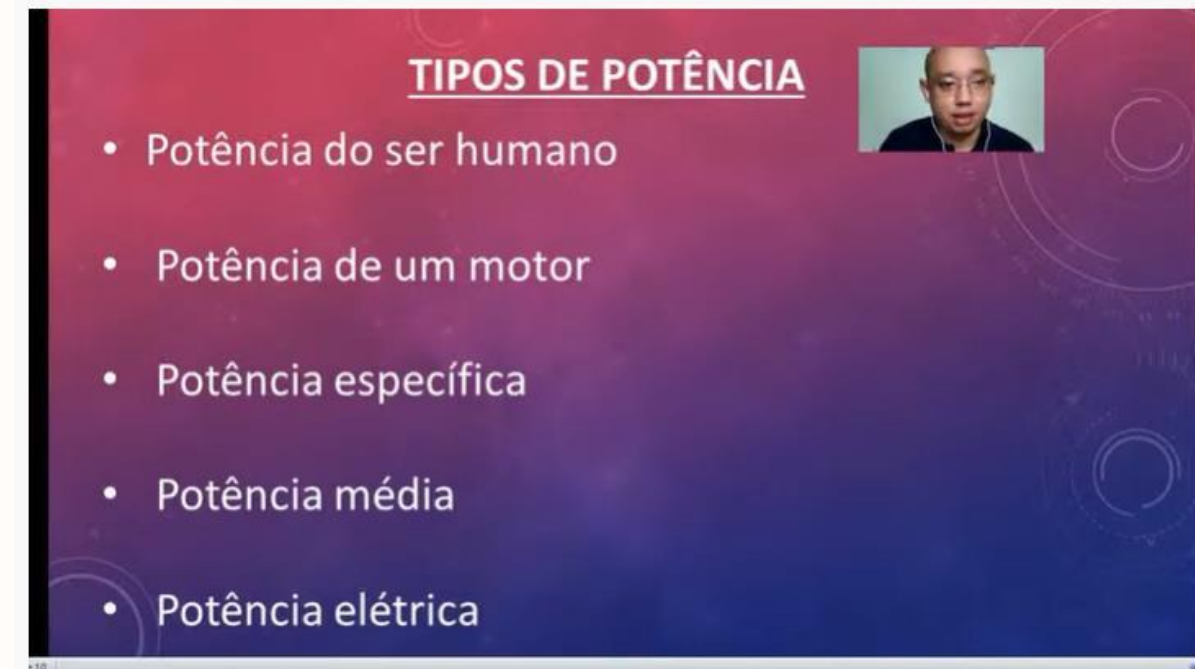 TIPOS DE POTÊNCIA
• Potência do ser humano
• Potência de um motor
• Potência específica
• Potência média
• Potência elétrica